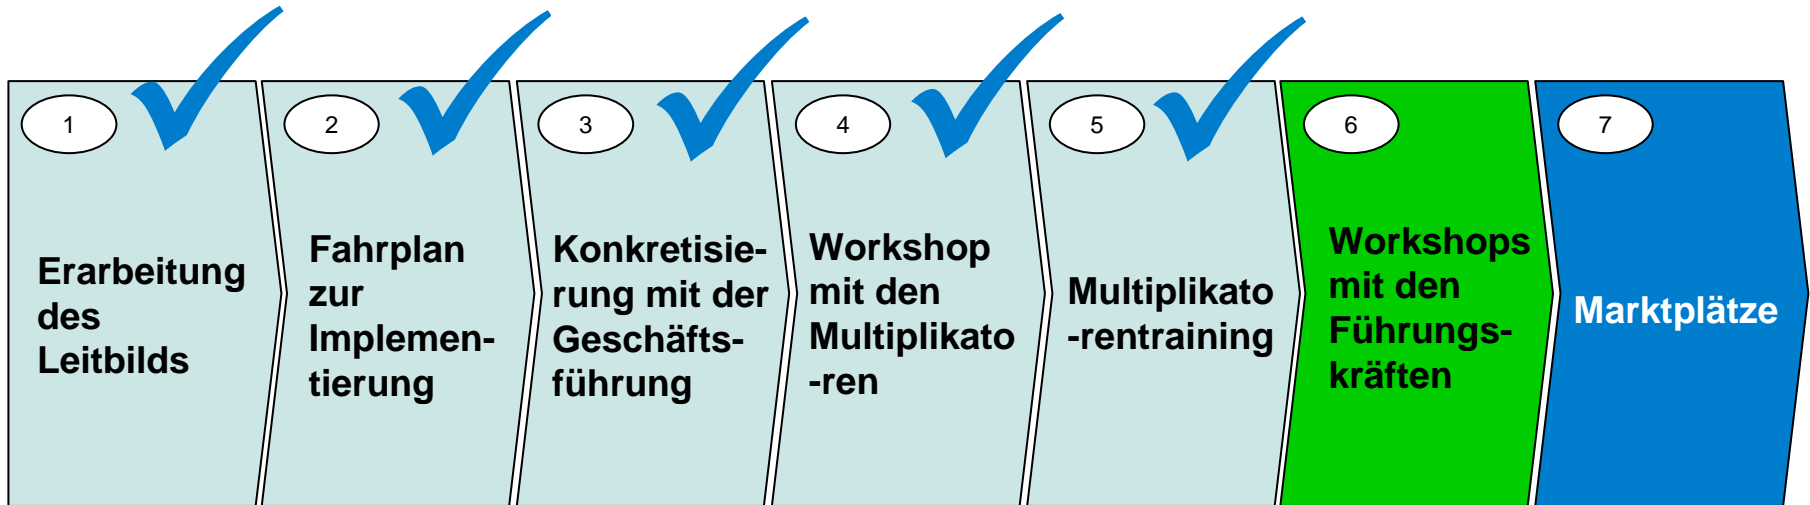 1
Erarbeitung
des
Leitbilds
2
Fahrplan
zur
Implemen-
tierung
3
Konkretisie-
rung mit der
Geschäfts-
führung
4
Workshop
mit den
Multiplikato
-ren
5
Multiplikato
-rentraining
6
Workshops
mit den
Führungs-
kräften
7
Marktplätze